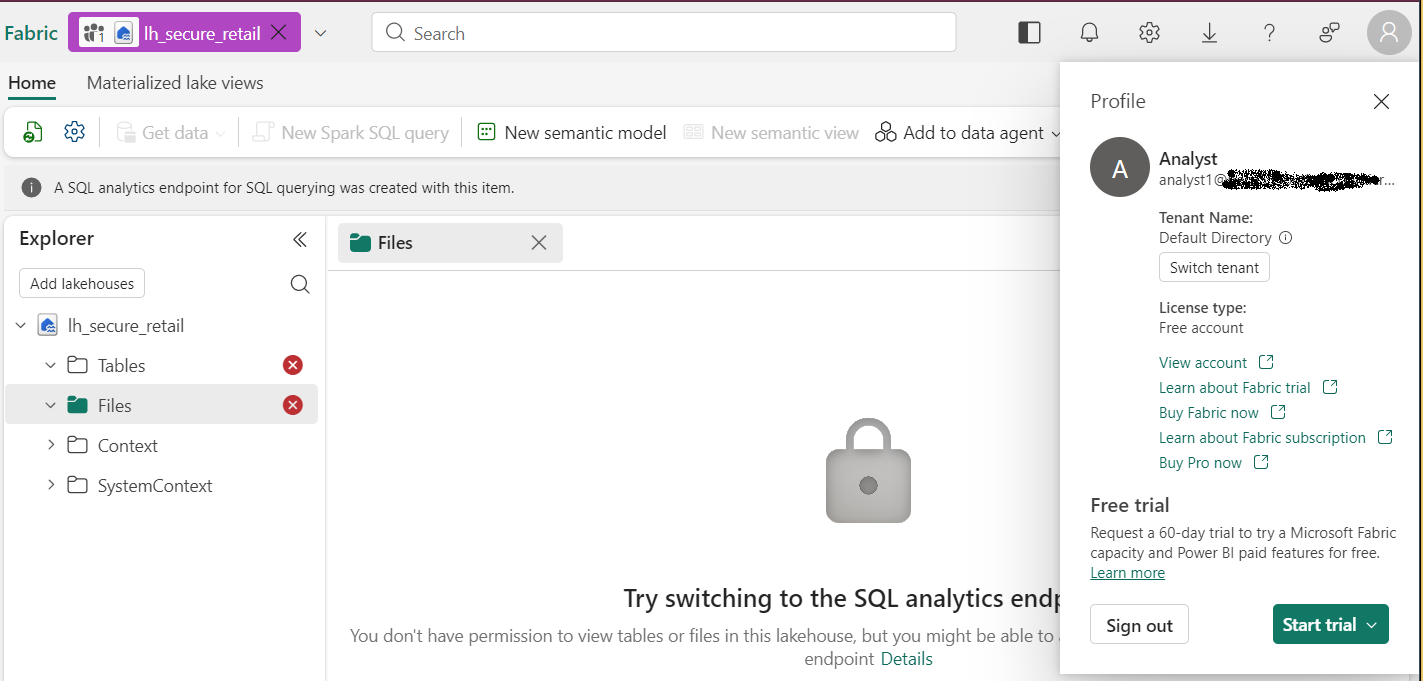 Fabric
1
lh_secure_retail
Search
Home
Materialized lake views
Get data
New Spark SQL query
New semantic model
New semantic view
Add to data agent
A SQL analytics endpoint for SQL querying was created with this item.
Explorer
Add lakehouses
lh_secure_retail
Tables
Files
Context
SystemContext
Files
Try switching to the SQL analytics
You don't have permission to view tables or files in this lakehouse, but you might be able to
endpoint Details
Profile
A
Analyst
analyst1@
Tenant Name:
Default Directory
Switch tenant
License type:
Free account
View account
Learn about Fabric trial
Buy Fabric now
Learn about Fabric subscription
Buy Pro now
Free trial
Request a 60-day trial to try a Microsoft Fabric
capacity and Power BI paid features for free.
Learn more
Sign out
Start trial